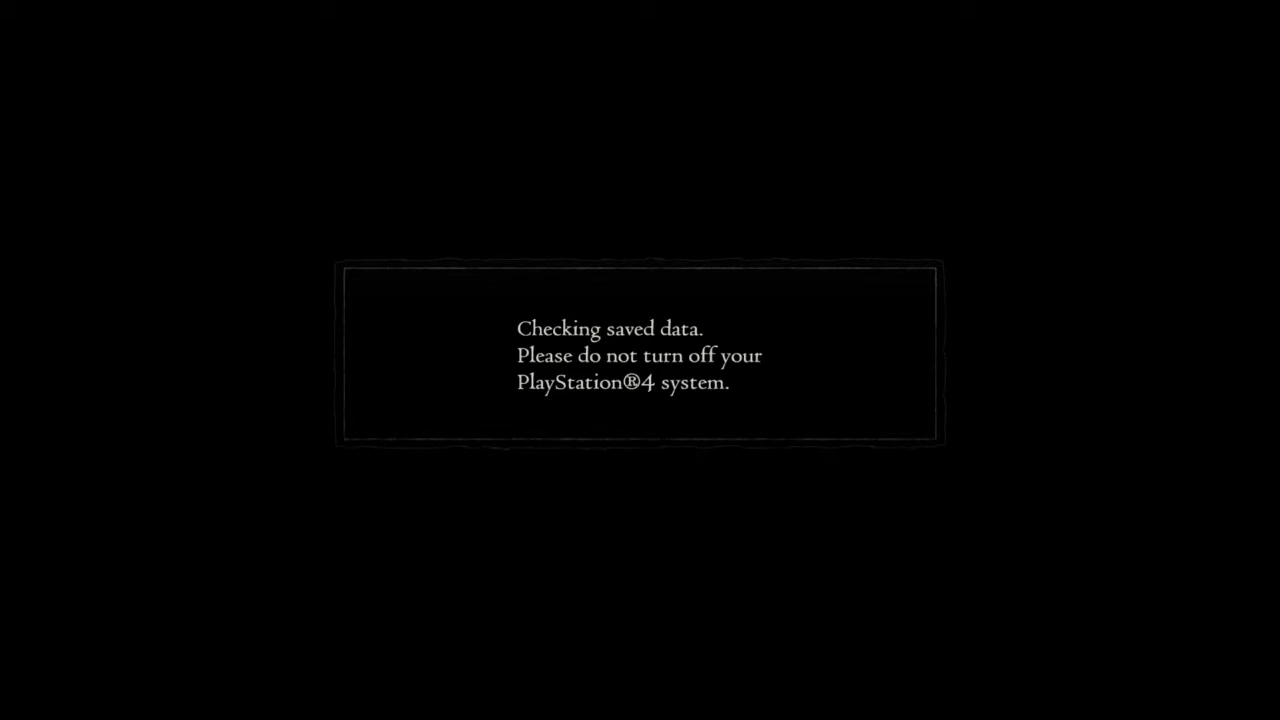 Checking saved data.
Please do not turn off your
PlayStation®4 system.